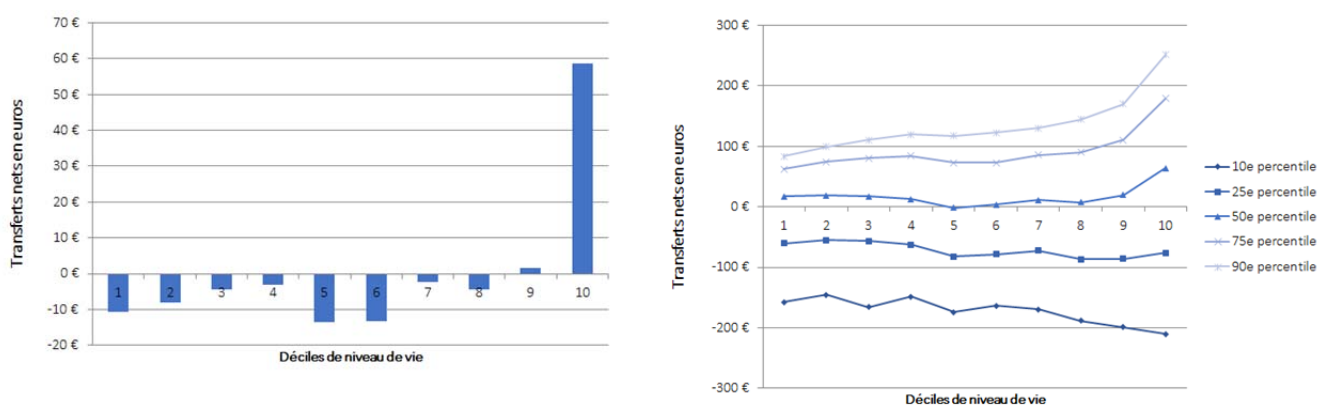 70 €
60 €
50 €
40 €
30 €
20 €
10 €
0 €
-10 €
-20 €
Transferts nets en euros
1 2 3 4 5 6 7 8 9 10
Déciles de niveau de vie
300 €
200 €
100 €
0 €
-100 €
-200 €
-300 €
Transferts nets en euros
1 2 3 4 5 6 7 8 9 10
Déciles de niveau de vie
10e percentile
25e percentile
50e percentile
75e percentile
90e percentile